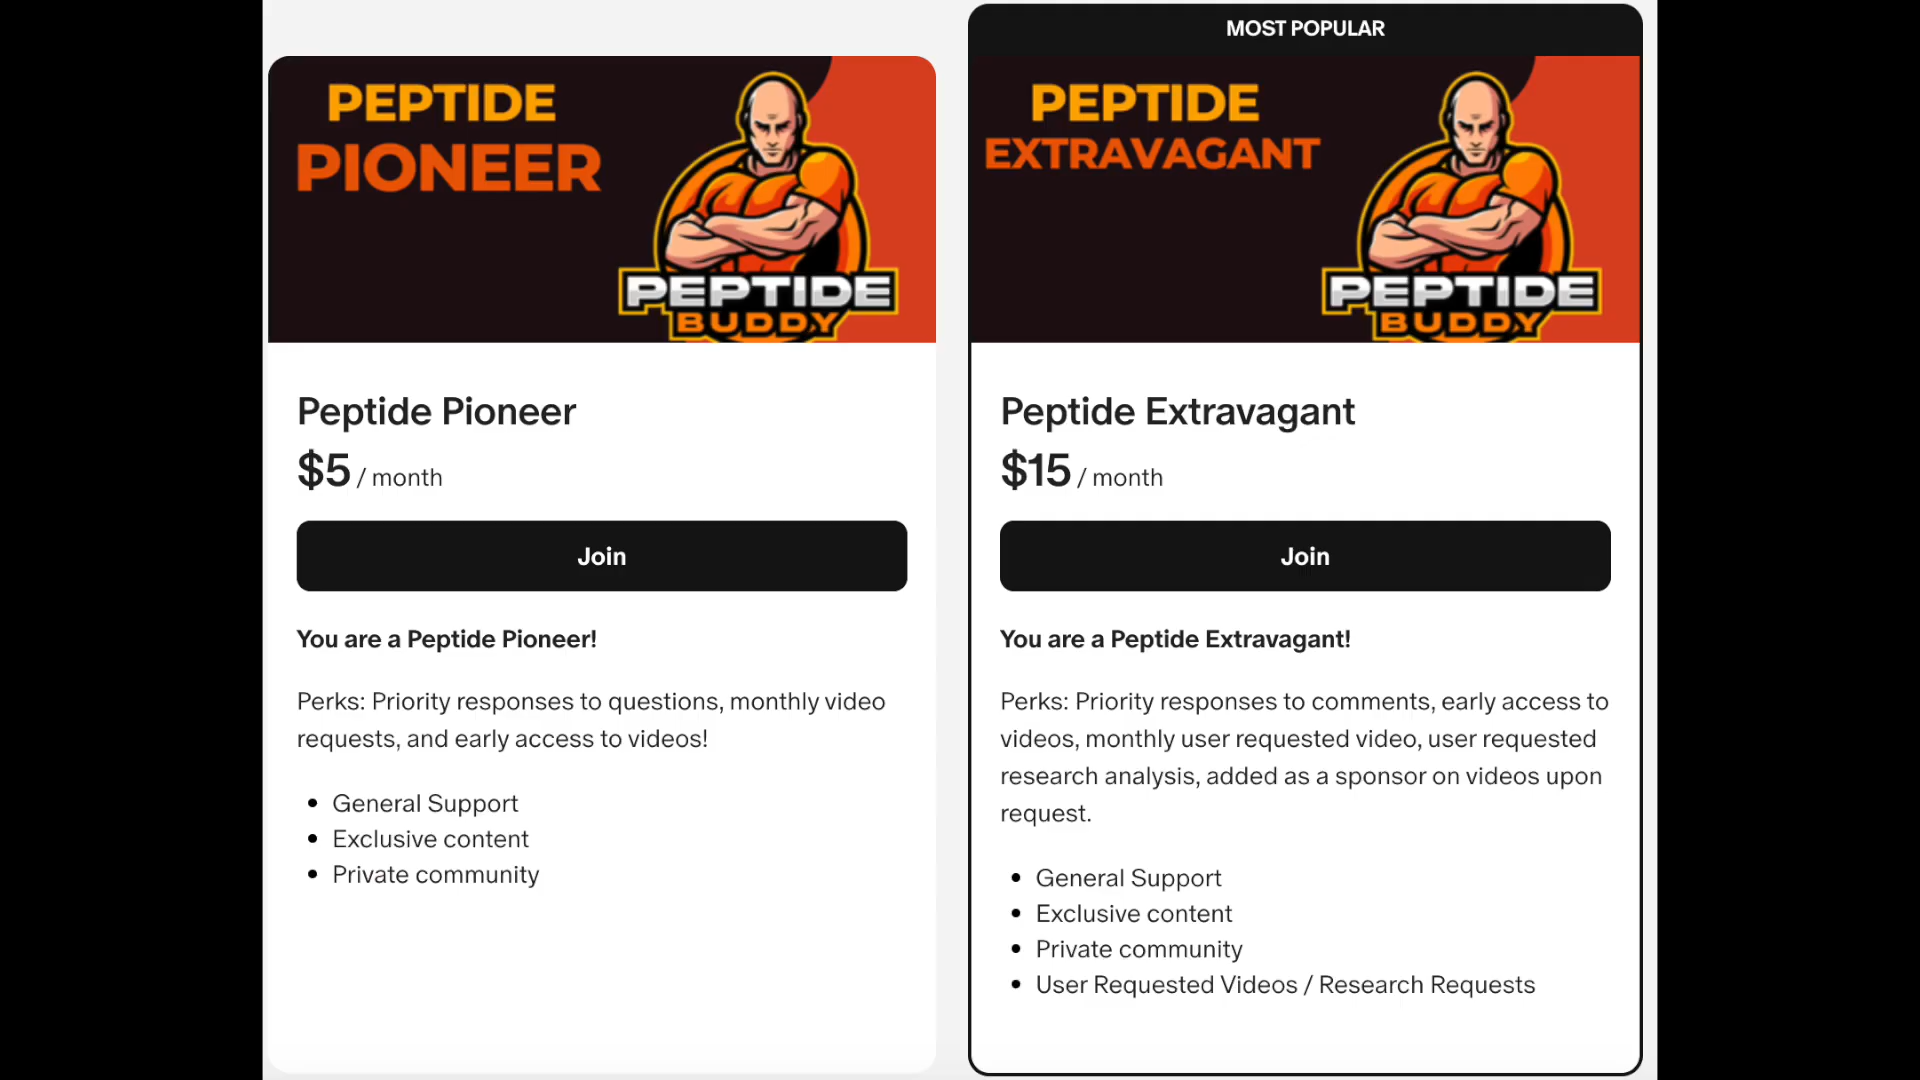 PEPTIDE
PIONEER
PEPTIDE
BUDDY
Peptide Pioneer
$5 / month
Join
You are a Peptide Pioneer!
Perks: Priority responses to questions, monthly video
requests, and early access to videos!
• General Support
• Exclusive content
• Private community
MOST POPULAR
PEPTIDE
EXTRAVAGANT
PEPTIDE
BUDDY
Peptide Extravagant
$15 / month
Join
You are a Peptide Extravagant!
Perks: Priority responses to comments, early access to
videos, monthly user requested video, user requested
research analysis, added as a sponsor on videos upon
request.
• General Support
• Exclusive content
• Private community
• User Requested Videos / Research Requests